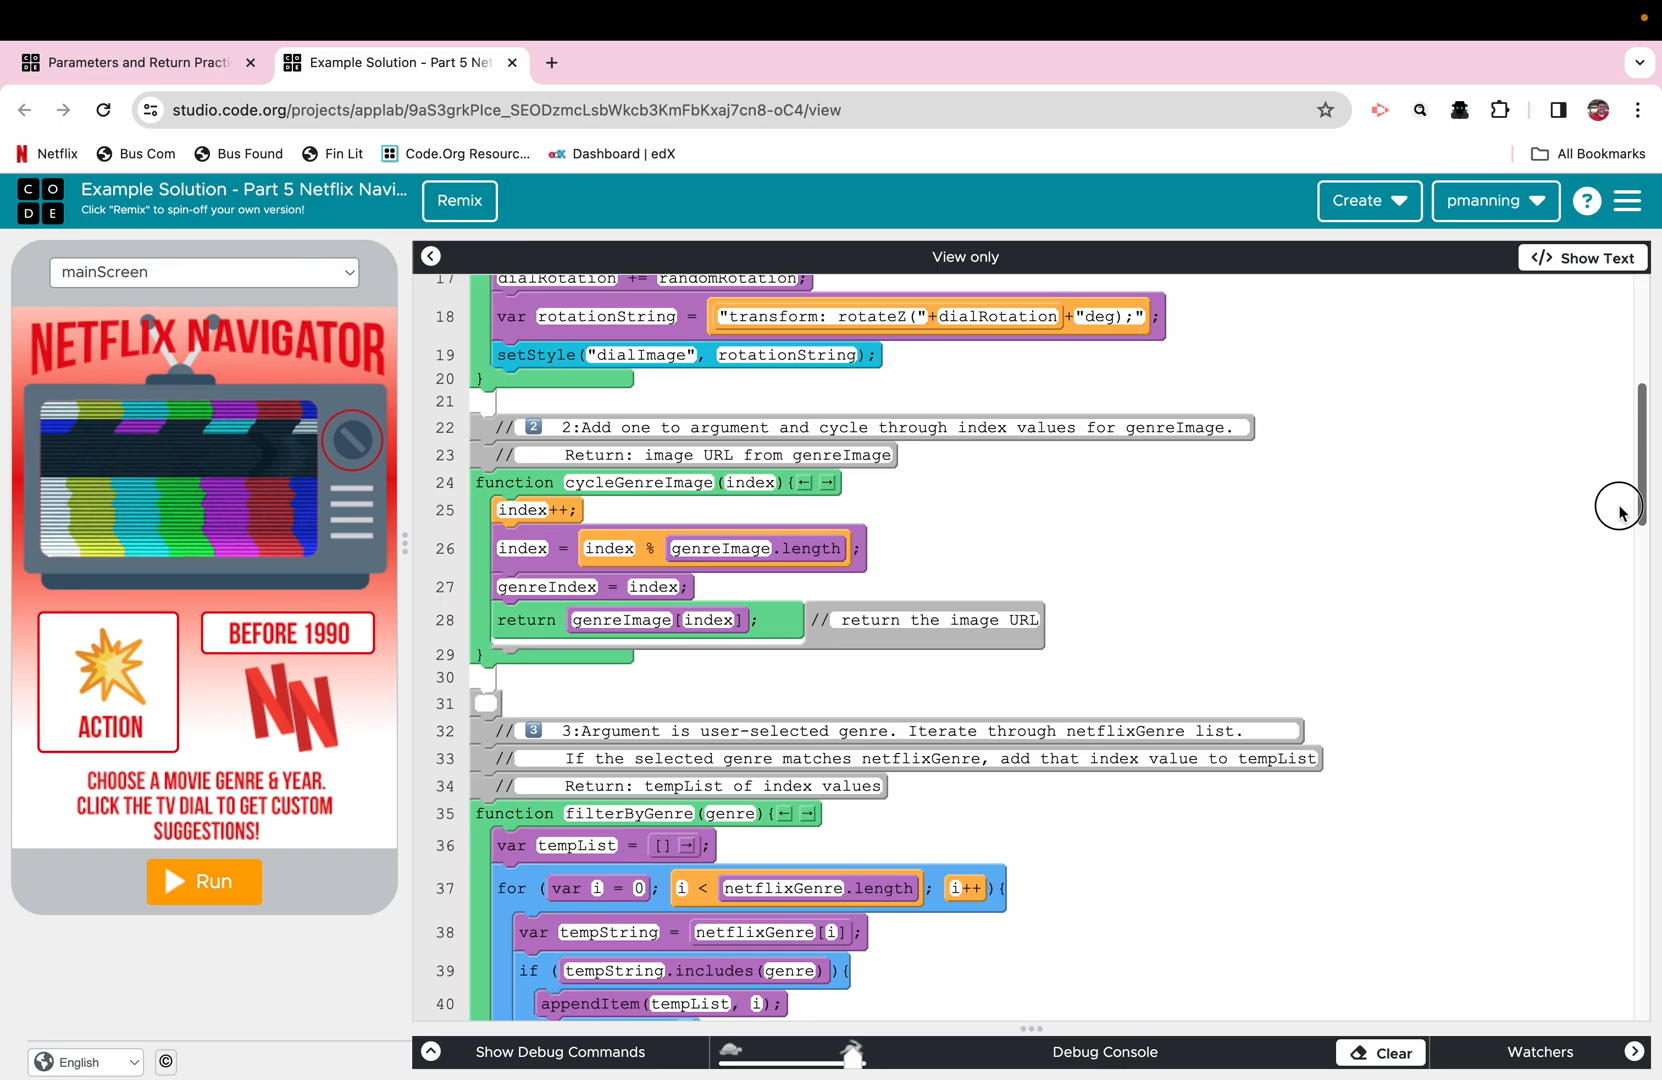 Parameters and Return Practi
Example Solution - Part 5 Net
studio.code.org/projects/applab/9aS3grkPIce_SEODzmcLsbWkcb3KmFbKxaj7cn8-oC4/view
Netflix
Bus Com
Bus Found
Fin Lit
Code.Org Resourc...
Dashboard | edX
All Bookmarks
C O
D E
Example Solution - Part 5 Netflix Navi...
Click "Remix" to spin-off your own version!
Remix
Create
pmanning
?
mainScreen
View only
</> Show Text
NETFLIX NAVIGATOR
BEFORE 1990
ACTION
CHOOSE A MOVIE GENRE & YEAR.
CLICK THE TV DIAL TO GET CUSTOM
SUGGESTIONS!
Run
17 dialRotation += randomRotation;
18 var rotationString = "transform: rotateZ("+dialRotation+"deg);";
19 setStyle("dialImage", rotationString);
20 }
21
22 // 2 2:Add one to argument and cycle through index values for genreImage.
23 // Return: image URL from genreImage
24 function cycleGenreImage(index){
25 index++;
26 index = index % genreImage.length;
27 genreIndex = index;
28 return genreImage[index]; // return the image URL
29 }
30
31
32 // 3 3:Argument is user-selected genre. Iterate through netflixGenre list.
33 // If the selected genre matches netflixGenre, add that index value to tempList
34 // Return: tempList of index values
35 function filterByGenre(genre){
36 var tempList = [];
37 for (var i = 0; i < netflixGenre.length; i++){
38 var tempString = netflixGenre[i];
39 if (tempString.includes(genre)){
40 appendItem(tempList, i);
English
©
Show Debug Commands
Debug Console
Clear
Watchers